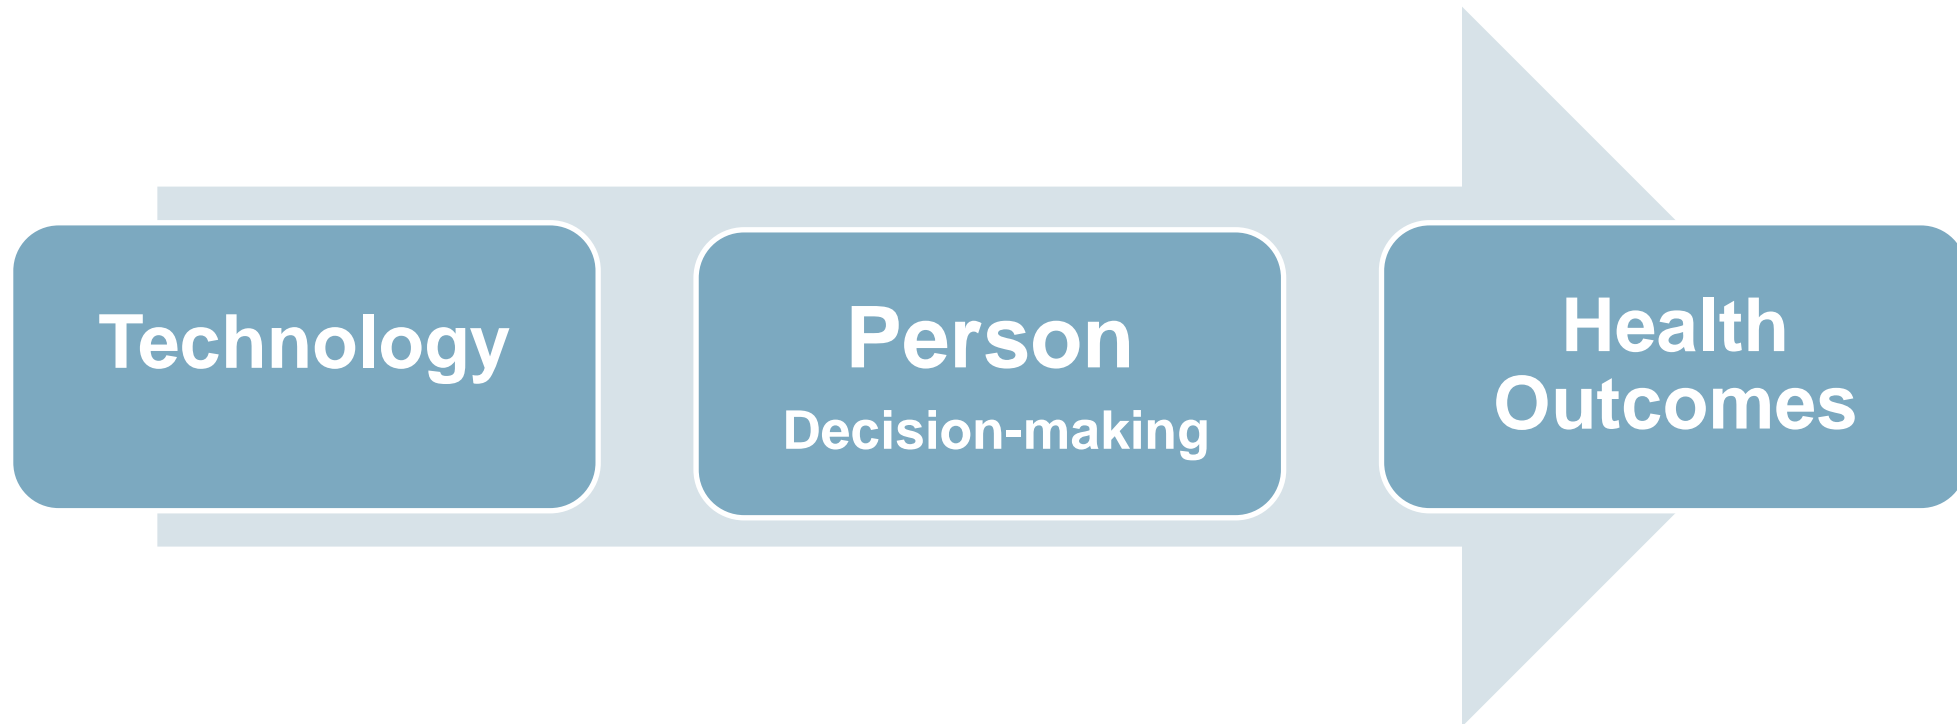 Technology
Person
Decision-making
Health
Outcomes